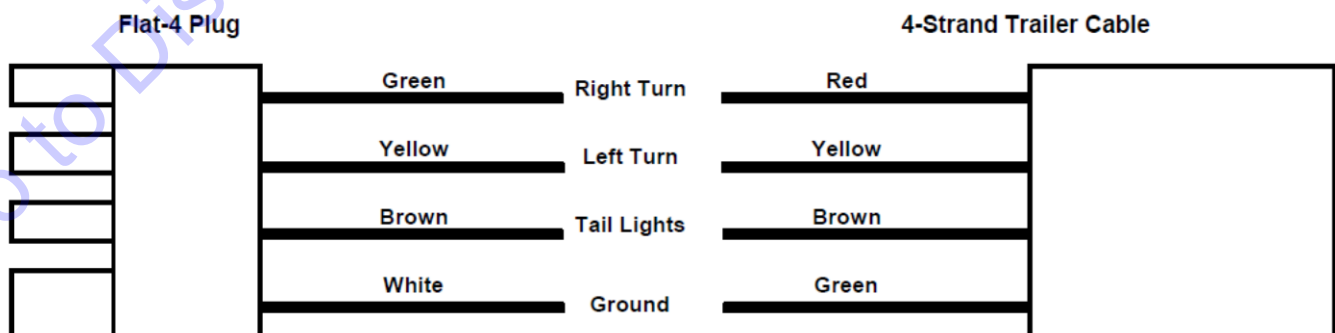 Flat-4 Plug 4-Strand Trailer Cable
Green Right Turn Red
Yellow Left Turn Yellow
Brown Tail Lights Brown
White Ground Green
to